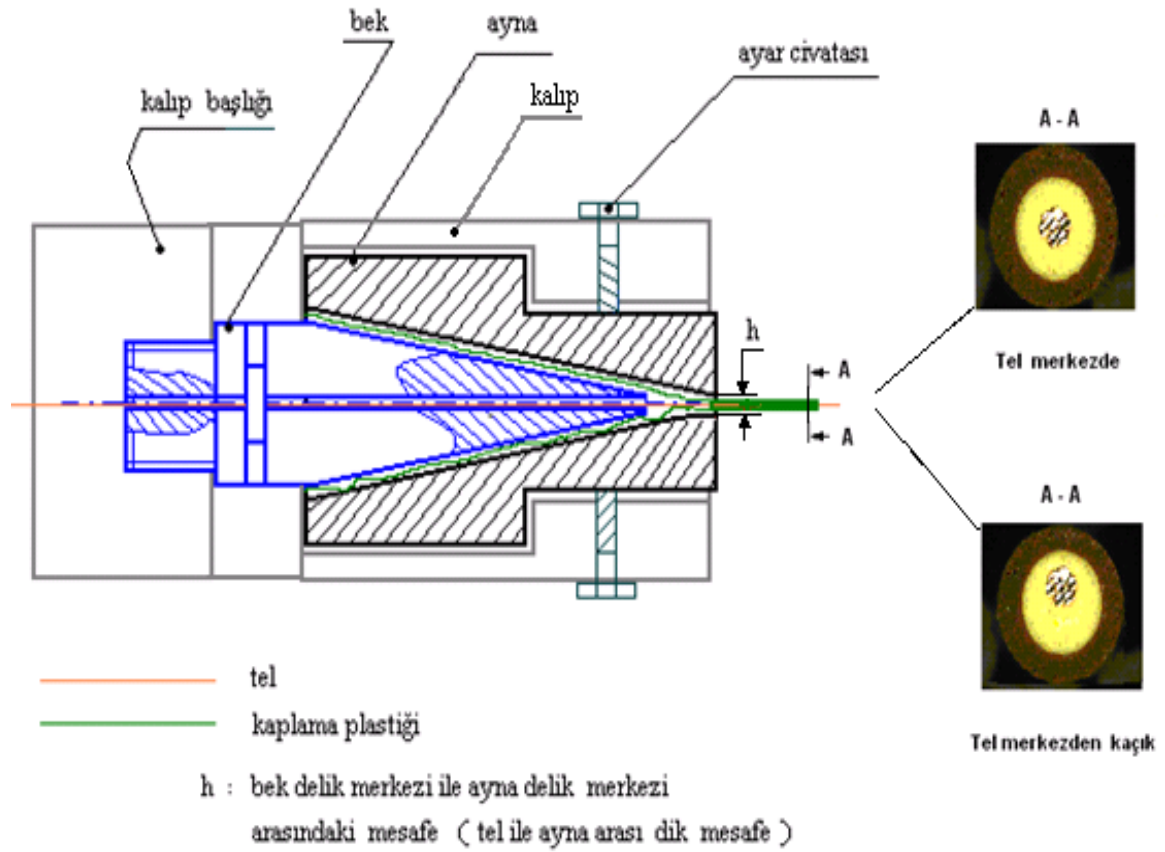 bek
ayna
ayar civatası
kalıp başlığı
kalıp
A - A
Tel merkezde
h
A
A
A - A
Tel merkezden kaçık
tel
kaplama plastiği
h : bek delik merkezi ile ayna delik merkezi
arasındaki mesafe ( tel ile ayna arası dik mesafe )